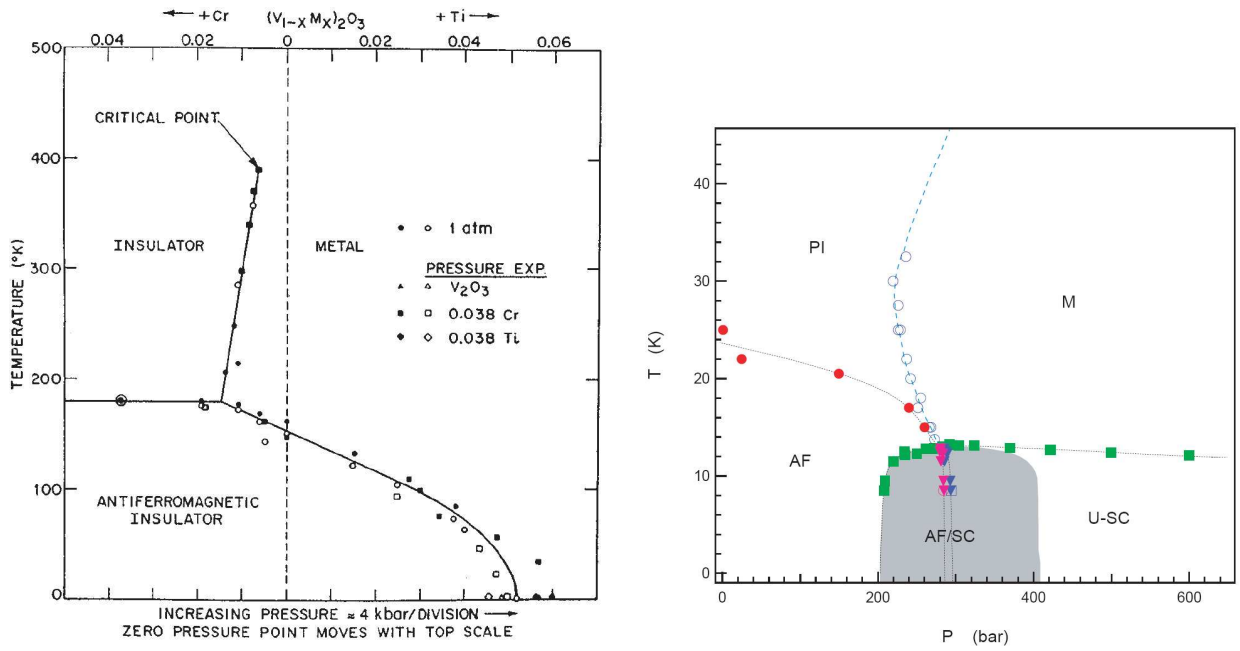 ← +Cr (V1-XMX)2O3 +Ti →
0.04 0.02 0 0.02 0.04 0.06
500
CRITICAL POINT
400
INSULATOR METAL
• ○ 1 atm
PRESSURE EXP.
▴ ▵ V2O3
300
■ □ 0.038 Cr
◆ ◇ 0.038 Ti
TEMPERATURE (°K)
200
100
ANTIFERROMAGNETIC
INSULATOR
0
INCREASING PRESSURE ≈ 4 kbar/DIVISION →
ZERO PRESSURE POINT MOVES WITH TOP SCALE
40
PI
M
30
T (K)
20
AF
10
U-SC
AF/SC
0
0 200 400 600
P (bar)